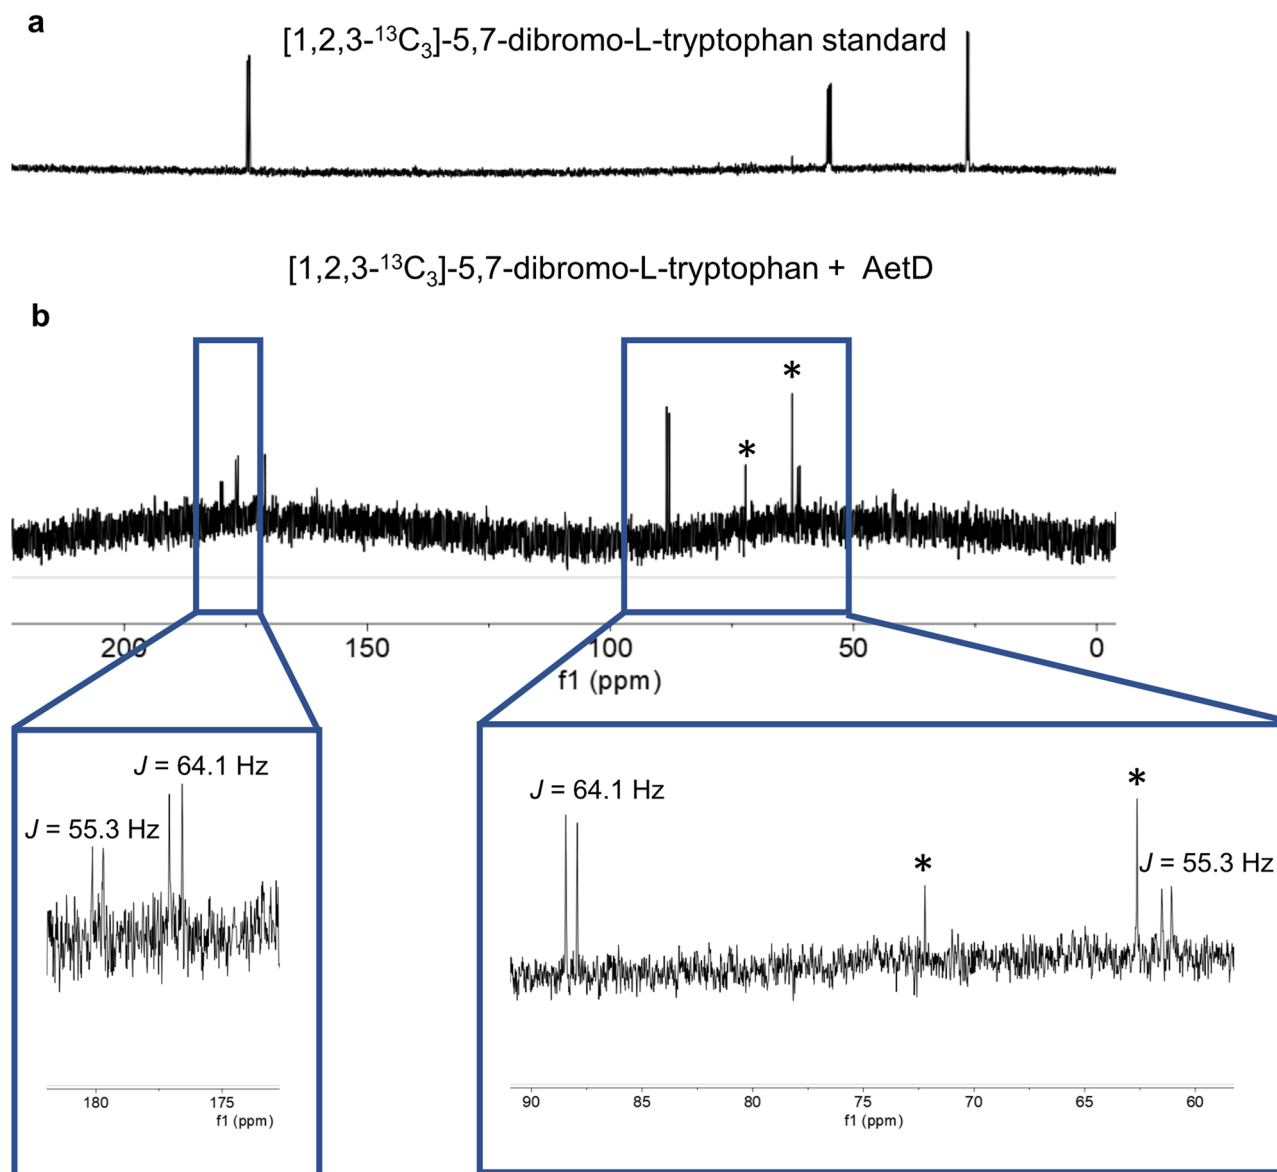 a
[1,2,3-¹³C₃]-5,7-dibromo-L-tryptophan standard
[1,2,3-¹³C₃]-5,7-dibromo-L-tryptophan + AetD
b
*
*
200
150
100
50
0
f1 (ppm)
J = 64.1 Hz
J = 55.3 Hz
180
175
f1 (ppm)
*
J = 64.1 Hz
*
J = 55.3 Hz
90
85
80
75
70
65
60
f1 (ppm)